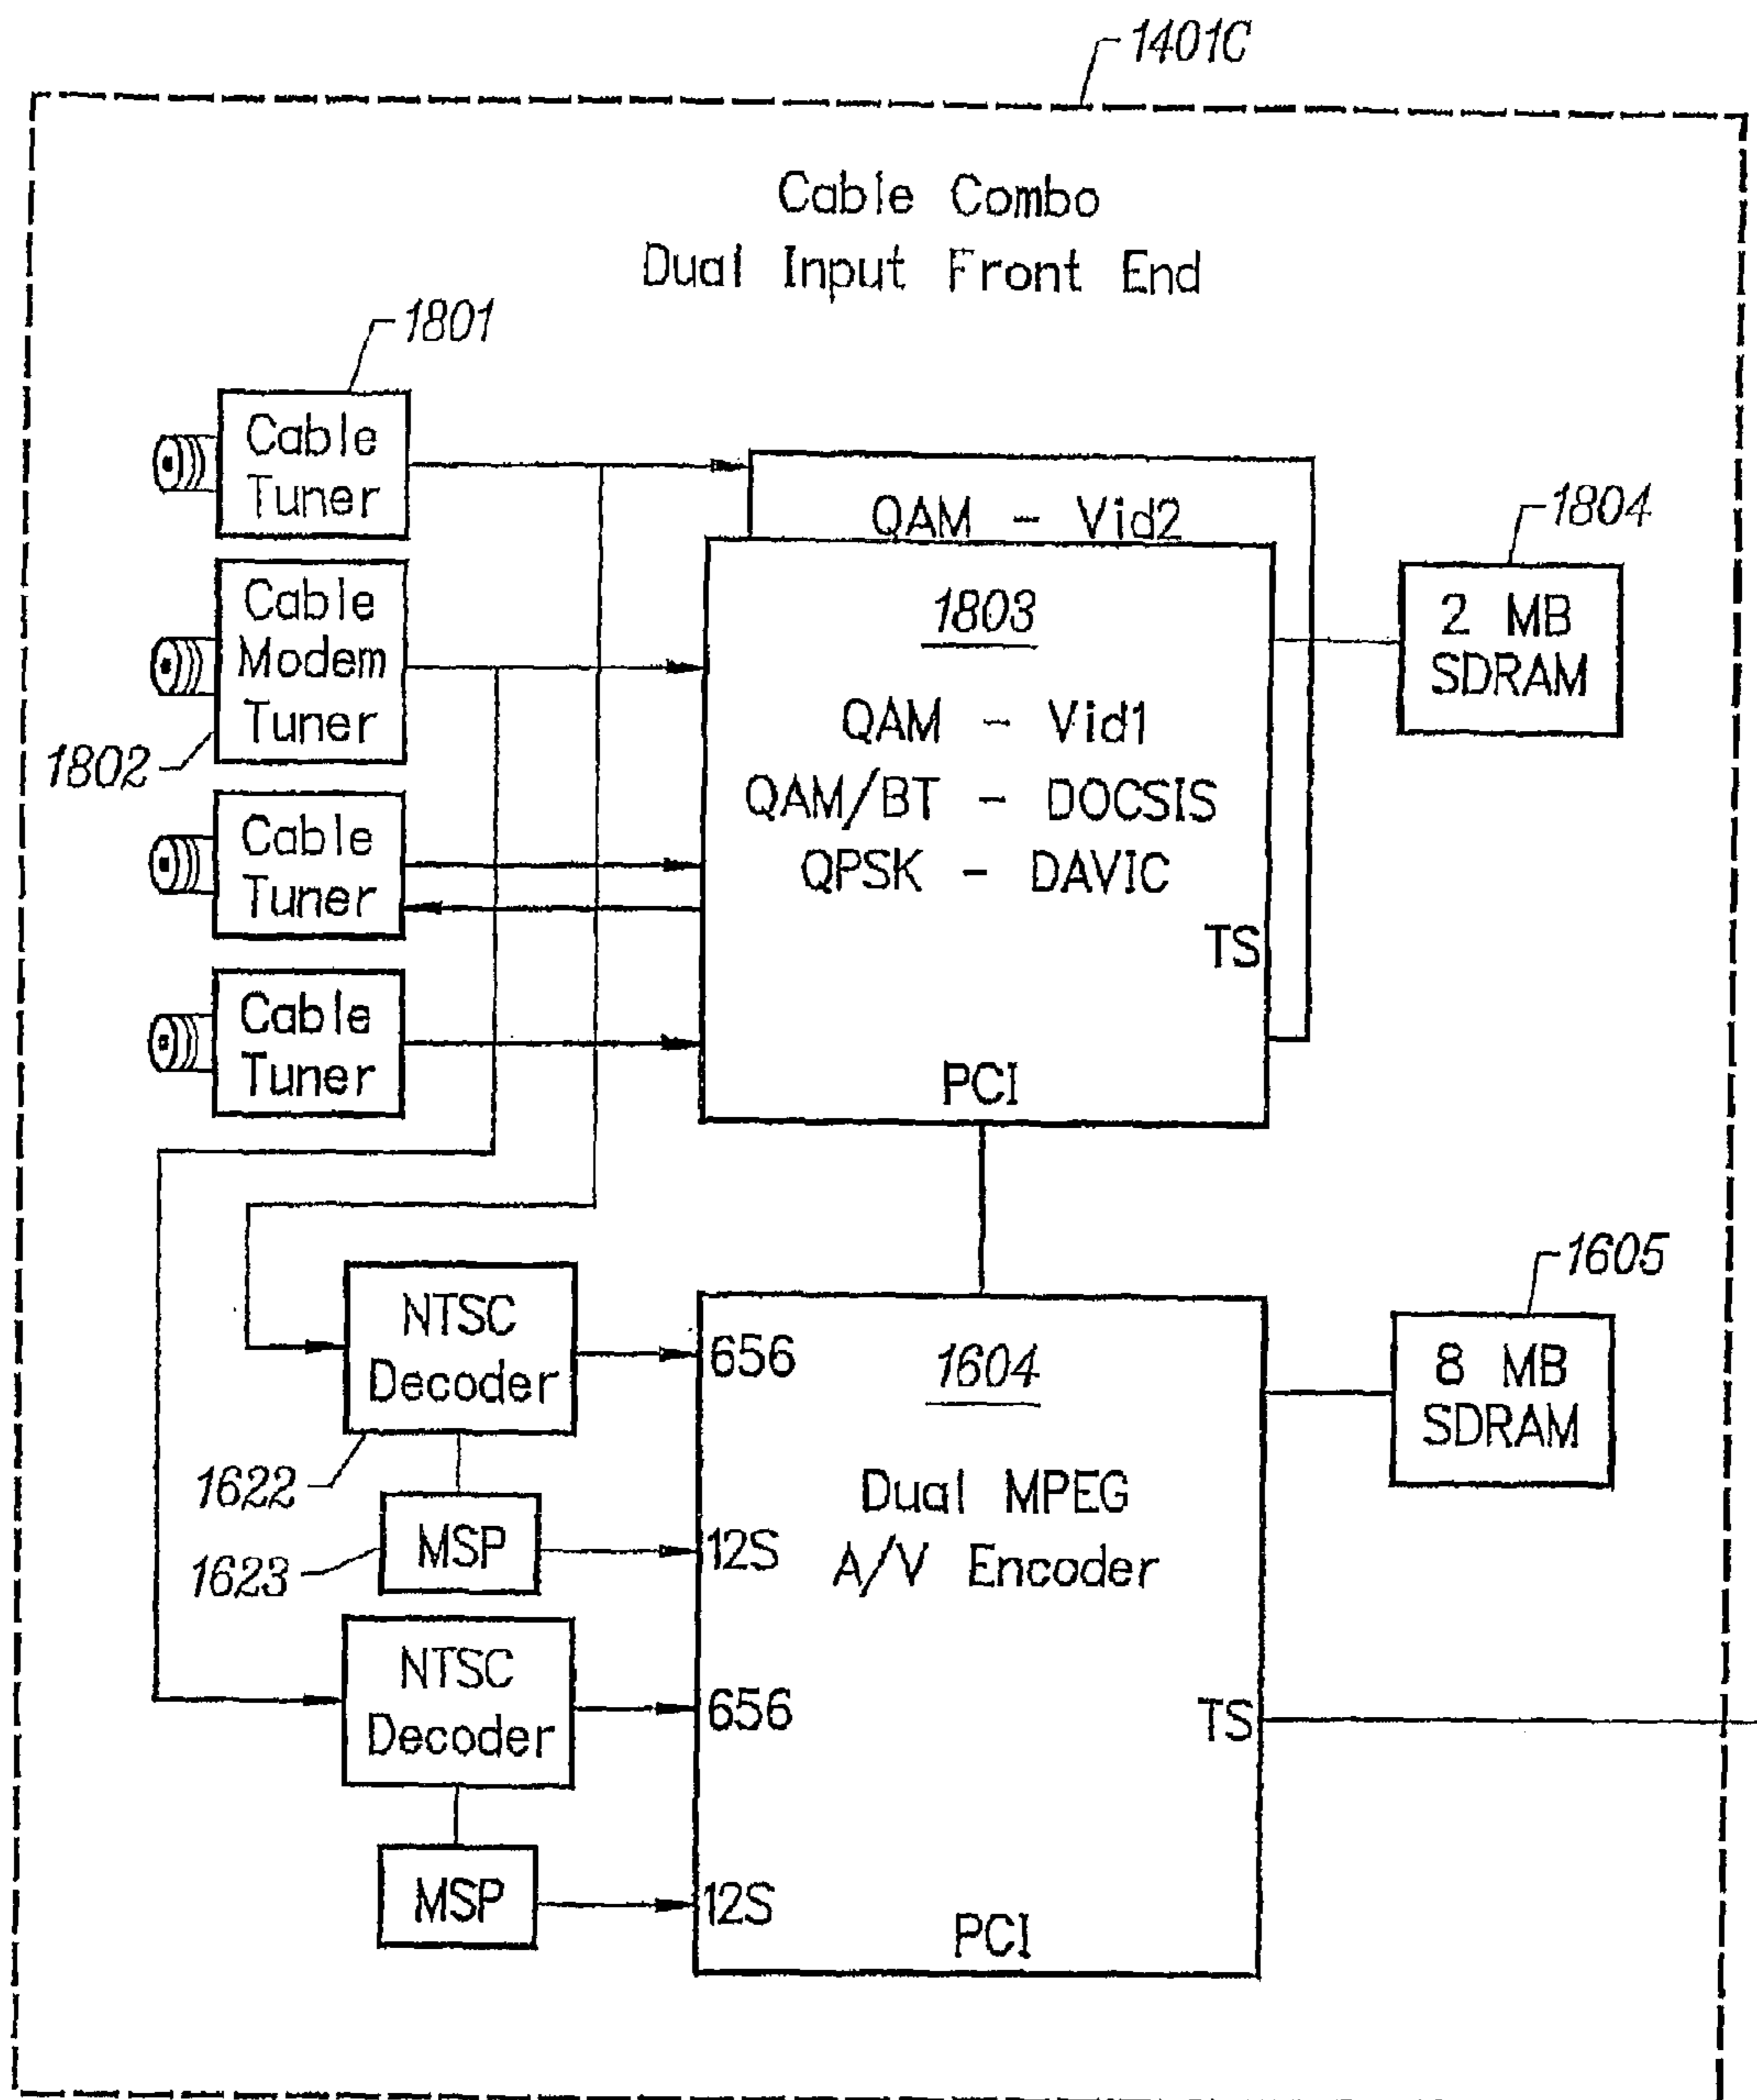 1401C
Cable Combo
Dual Input Front End
1801
Cable
Tuner
QAM - Vid2
1804
2 MB
SDRAM
Cable
Modem
Tuner
1802
1803
QAM - Vid1
QAM/BT - DOCSIS
QPSK - DAVIC
TS
PCI
Cable
Tuner
Cable
Tuner
NTSC
Decoder
1622
656
1604
Dual MPEG
A/V Encoder
1605
8 MB
SDRAM
MSP
1623
12S
NTSC
Decoder
656
TS
MSP
12S
PCI